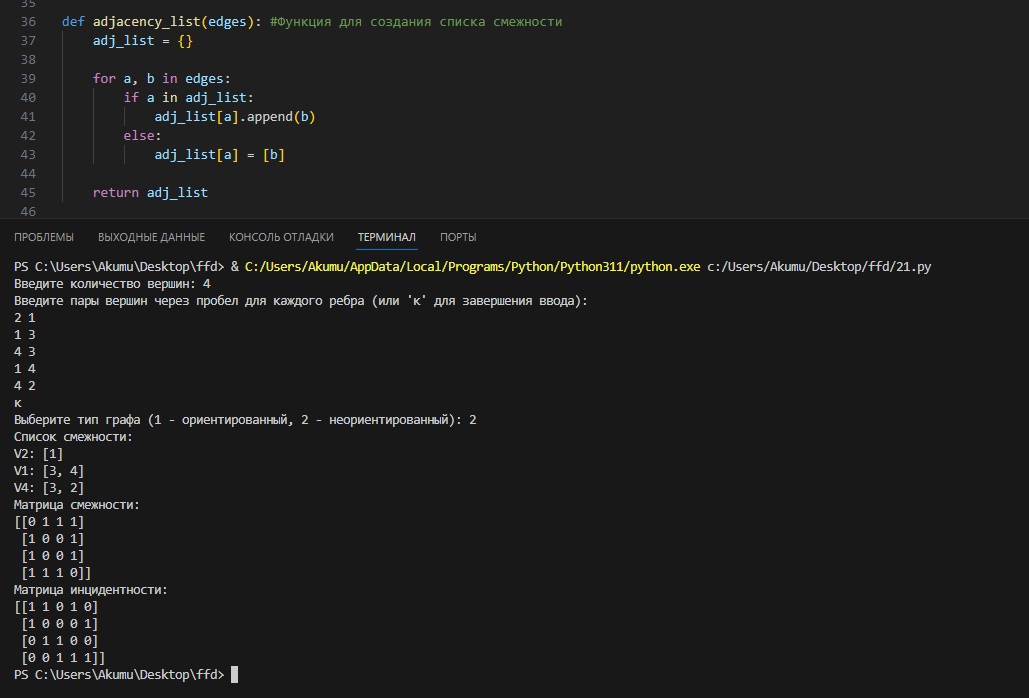 35
36 def adjacency_list(edges): #Функция для создания списка смежности
37 adj_list = {}
38
39 for a, b in edges:
40 if a in adj_list:
41 adj_list[a].append(b)
42 else:
43 adj_list[a] = [b]
44
45 return adj_list
46
ПРОБЛЕМЫ ВЫХОДНЫЕ ДАННЫЕ КОНСОЛЬ ОТЛАДКИ ТЕРМИНАЛ ПОРТЫ
PS C:\Users\Akumu\Desktop\ffd> & C:/Users/Akumu/AppData/Local/Programs/Python/Python311/python.exe c:/Users/Akumu/Desktop/ffd/21.py
Введите количество вершин: 4
Введите пары вершин через пробел для каждого ребра (или 'к' для завершения ввода):
2 1
1 3
4 3
1 4
4 2
к
Выберите тип графа (1 - ориентированный, 2 - неориентированный): 2
Список смежности:
V2: [1]
V1: [3, 4]
V4: [3, 2]
Матрица смежности:
[[0 1 1 1]
[1 0 0 1]
[1 0 0 1]
[1 1 1 0]]
Матрица инцидентности:
[[1 1 0 1 0]
[1 0 0 0 1]
[0 1 1 0 0]
[0 0 1 1 1]]
PS C:\Users\Akumu\Desktop\ffd>